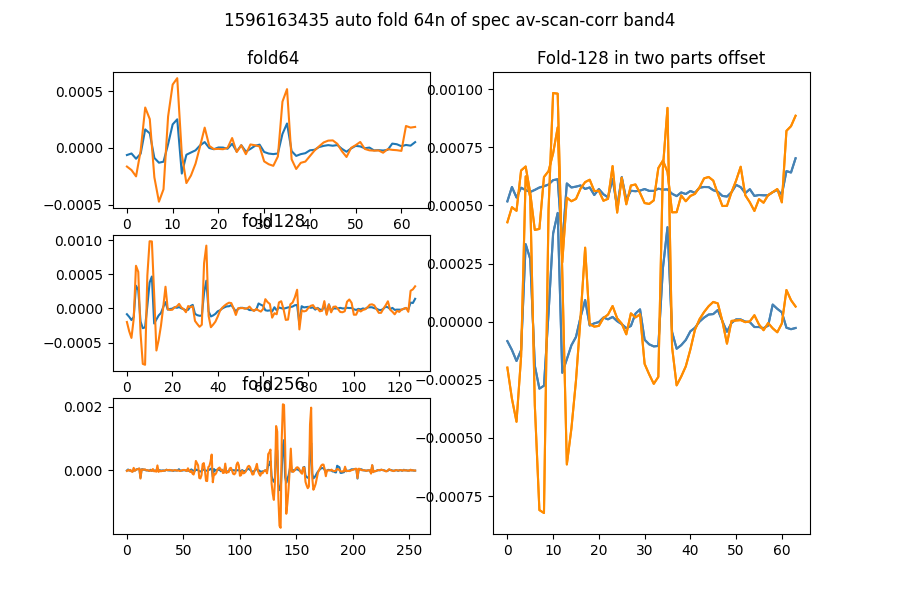 1596163435 auto fold 64n of spec av-scan-corr band4
fold64
0.0005
0.0000
−0.0005
0 10 20 30 40 50 60
fold128
0.0010
0.0005
0.0000
−0.0005
0 20 40 60 80 100 120
fold256
0.002
0.000
0 50 100 150 200 250
Fold-128 in two parts offset
0.00100
0.00075
0.00050
0.00025
0.00000
−0.00025
−0.00050
−0.00075
0 10 20 30 40 50 60